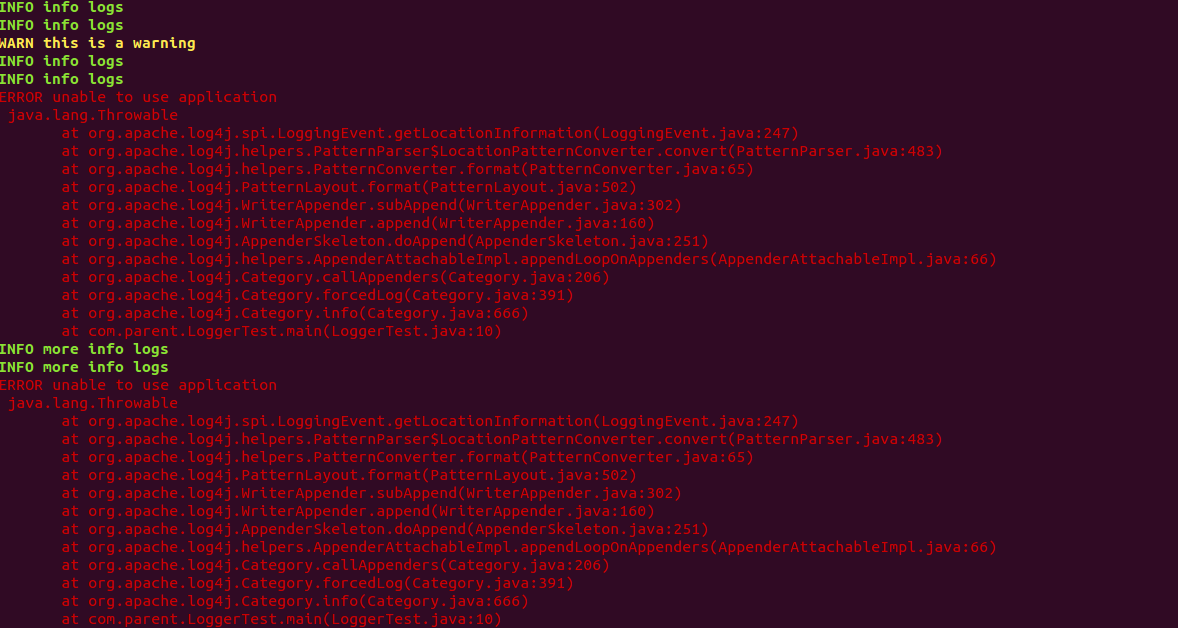 INFO info logs
INFO info logs
WARN this is a warning
INFO info logs
INFO info logs
ERROR unable to use application
java.lang.Throwable
at org.apache.log4j.spi.LoggingEvent.getLocationInformation(LoggingEvent.java:247)
at org.apache.log4j.helpers.PatternParser$LocationPatternConverter.convert(PatternParser.java:483)
at org.apache.log4j.helpers.PatternConverter.format(PatternConverter.java:65)
at org.apache.log4j.PatternLayout.format(PatternLayout.java:502)
at org.apache.log4j.WriterAppender.subAppend(WriterAppender.java:302)
at org.apache.log4j.WriterAppender.append(WriterAppender.java:160)
at org.apache.log4j.AppenderSkeleton.doAppend(AppenderSkeleton.java:251)
at org.apache.log4j.helpers.AppenderAttachableImpl.appendLoopOnAppenders(AppenderAttachableImpl.java:66)
at org.apache.log4j.Category.callAppenders(Category.java:206)
at org.apache.log4j.Category.forcedLog(Category.java:391)
at org.apache.log4j.Category.info(Category.java:666)
at com.parent.LoggerTest.main(LoggerTest.java:10)
INFO more info logs
INFO more info logs
ERROR unable to use application
java.lang.Throwable
at org.apache.log4j.spi.LoggingEvent.getLocationInformation(LoggingEvent.java:247)
at org.apache.log4j.helpers.PatternParser$LocationPatternConverter.convert(PatternParser.java:483)
at org.apache.log4j.helpers.PatternConverter.format(PatternConverter.java:65)
at org.apache.log4j.PatternLayout.format(PatternLayout.java:502)
at org.apache.log4j.WriterAppender.subAppend(WriterAppender.java:302)
at org.apache.log4j.WriterAppender.append(WriterAppender.java:160)
at org.apache.log4j.AppenderSkeleton.doAppend(AppenderSkeleton.java:251)
at org.apache.log4j.helpers.AppenderAttachableImpl.appendLoopOnAppenders(AppenderAttachableImpl.java:66)
at org.apache.log4j.Category.callAppenders(Category.java:206)
at org.apache.log4j.Category.forcedLog(Category.java:391)
at org.apache.log4j.Category.info(Category.java:666)
at com.parent.LoggerTest.main(LoggerTest.java:10)